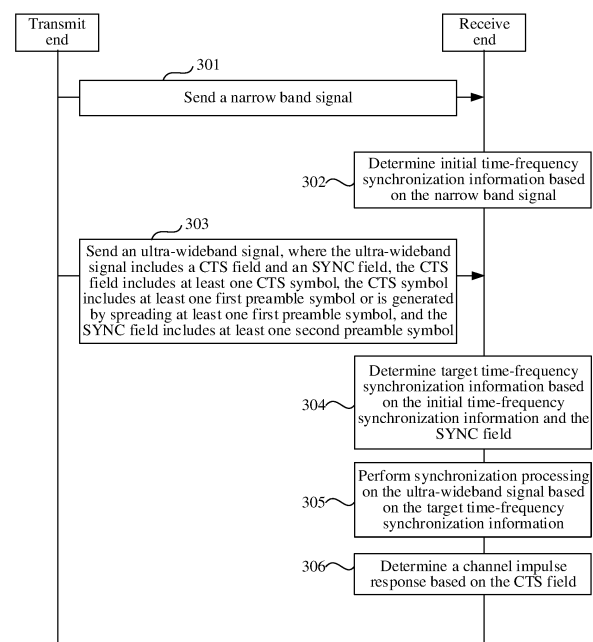 Transmit
end
Receive
end
301
Send a narrow band signal
302
Determine initial time-frequency
synchronization information based
on the narrow band signal
303
Send an ultra-wideband signal, where the ultra-wideband
signal includes a CTS field and an SYNC field, the CTS
field includes at least one CTS symbol, the CTS symbol
includes at least one first preamble symbol or is generated
by spreading at least one first preamble symbol, and the
SYNC field includes at least one second preamble symbol
304
Determine target time-frequency
synchronization information based
on the initial time-frequency
synchronization information and the
SYNC field
305
Perform synchronization processing
on the ultra-wideband signal based
on the target time-frequency
synchronization information
306
Determine a channel impulse
response based on the CTS field